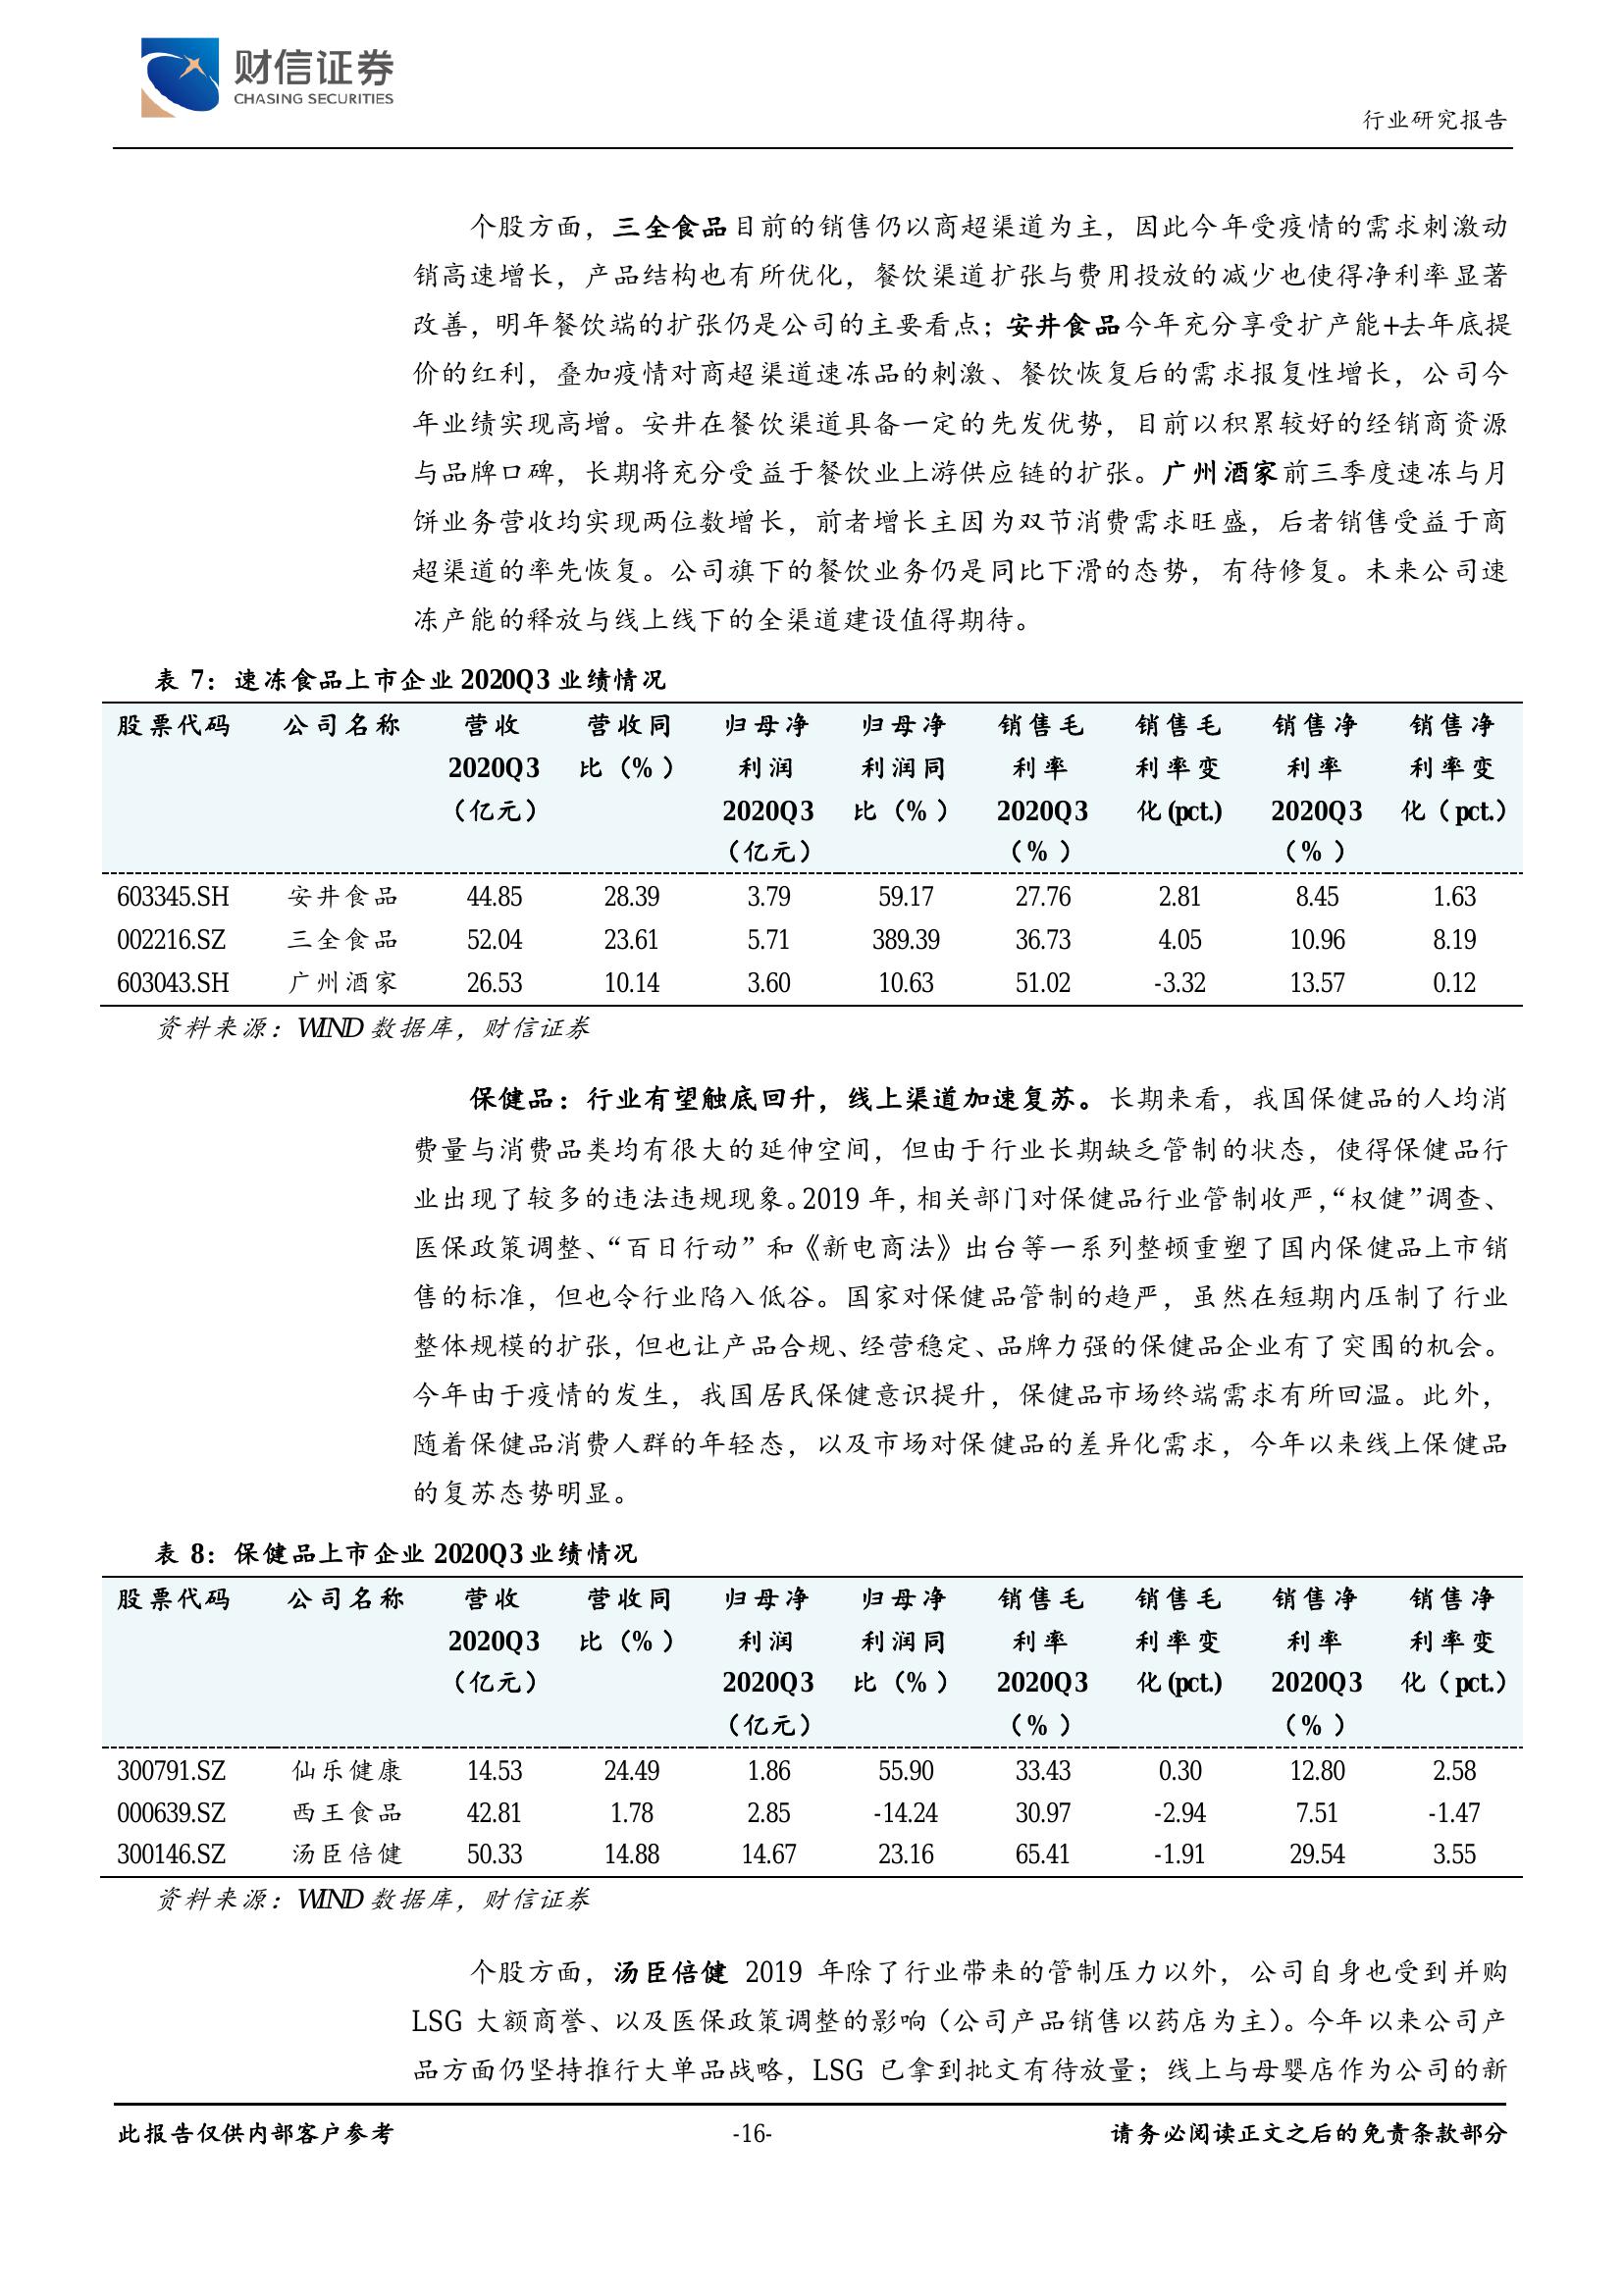 财信证券
CHASING SECURITIES
行业研究报告
个股方面，三全食品目前的销售仍以商超渠道为主，因此今年受疫情的需求刺激动
销高速增长，产品结构也有所优化，餐饮渠道扩张与费用投放的减少也使得净利率显著
改善，明年餐饮端的扩张仍是公司的主要看点；安井食品今年充分享受扩产能+去年底提
价的红利，叠加疫情对商超渠道速冻品的刺激、餐饮恢复后的需求报复性增长，公司今
年业绩实现高增。安井在餐饮渠道具备一定的先发优势，目前以积累较好的经销商资源
与品牌口碑，长期将充分受益于餐饮业上游供应链的扩张。广州酒家前三季度速冻与月
饼业务营收均实现两位数增长，前者增长主因为双节消费需求旺盛，后者销售受益于商
超渠道的率先恢复。公司旗下的餐饮业务仍是同比下滑的态势，有待修复。未来公司速
冻产能的释放与线上线下的全渠道建设值得期待。
表 7：速冻食品上市企业 2020Q3 业绩情况
股票代码 公司名称 营收 营收同 归母净 归母净 销售毛 销售毛 销售净 销售净
2020Q3 比（%） 利润 利润同 利率 利率变 利率 利率变
（亿元） 2020Q3 比（%） 2020Q3 化(pct.) 2020Q3 化（pct.）
（亿元） （%） （%）
603345.SH 安井食品 44.85 28.39 3.79 59.17 27.76 2.81 8.45 1.63
002216.SZ 三全食品 52.04 23.61 5.71 389.39 36.73 4.05 10.96 8.19
603043.SH 广州酒家 26.53 10.14 3.60 10.63 51.02 -3.32 13.57 0.12
资料来源：WIND 数据库，财信证券
保健品：行业有望触底回升，线上渠道加速复苏。长期来看，我国保健品的人均消
费量与消费品类均有很大的延伸空间，但由于行业长期缺乏管制的状态，使得保健品行
业出现了较多的违法违规现象。2019 年，相关部门对保健品行业管制收严，“权健”调查、
医保政策调整、“百日行动”和《新电商法》出台等一系列整顿重塑了国内保健品上市销
售的标准，但也令行业陷入低谷。国家对保健品管制的趋严，虽然在短期内压制了行业
整体规模的扩张，但也让产品合规、经营稳定、品牌力强的保健品企业有了突围的机会。
今年由于疫情的发生，我国居民保健意识提升，保健品市场终端需求有所回温。此外，
随着保健品消费人群的年轻态，以及市场对保健品的差异化需求，今年以来线上保健品
的复苏态势明显。
表 8：保健品上市企业 2020Q3 业绩情况
股票代码 公司名称 营收 营收同 归母净 归母净 销售毛 销售毛 销售净 销售净
2020Q3 比（%） 利润 利润同 利率 利率变 利率 利率变
（亿元） 2020Q3 比（%） 2020Q3 化(pct.) 2020Q3 化（pct.）
（亿元） （%） （%）
300791.SZ 仙乐健康 14.53 24.49 1.86 55.90 33.43 0.30 12.80 2.58
000639.SZ 西王食品 42.81 1.78 2.85 -14.24 30.97 -2.94 7.51 -1.47
300146.SZ 汤臣倍健 50.33 14.88 14.67 23.16 65.41 -1.91 29.54 3.55
资料来源：WIND 数据库，财信证券
个股方面，汤臣倍健 2019 年除了行业带来的管制压力以外，公司自身也受到并购
LSG 大额商誉、以及医保政策调整的影响（公司产品销售以药店为主）。今年以来公司产
品方面仍坚持推行大单品战略，LSG 已拿到批文有待放量；线上与母婴店作为公司的新
此报告仅供内部客户参考 -16- 请务必阅读正文之后的免责条款部分